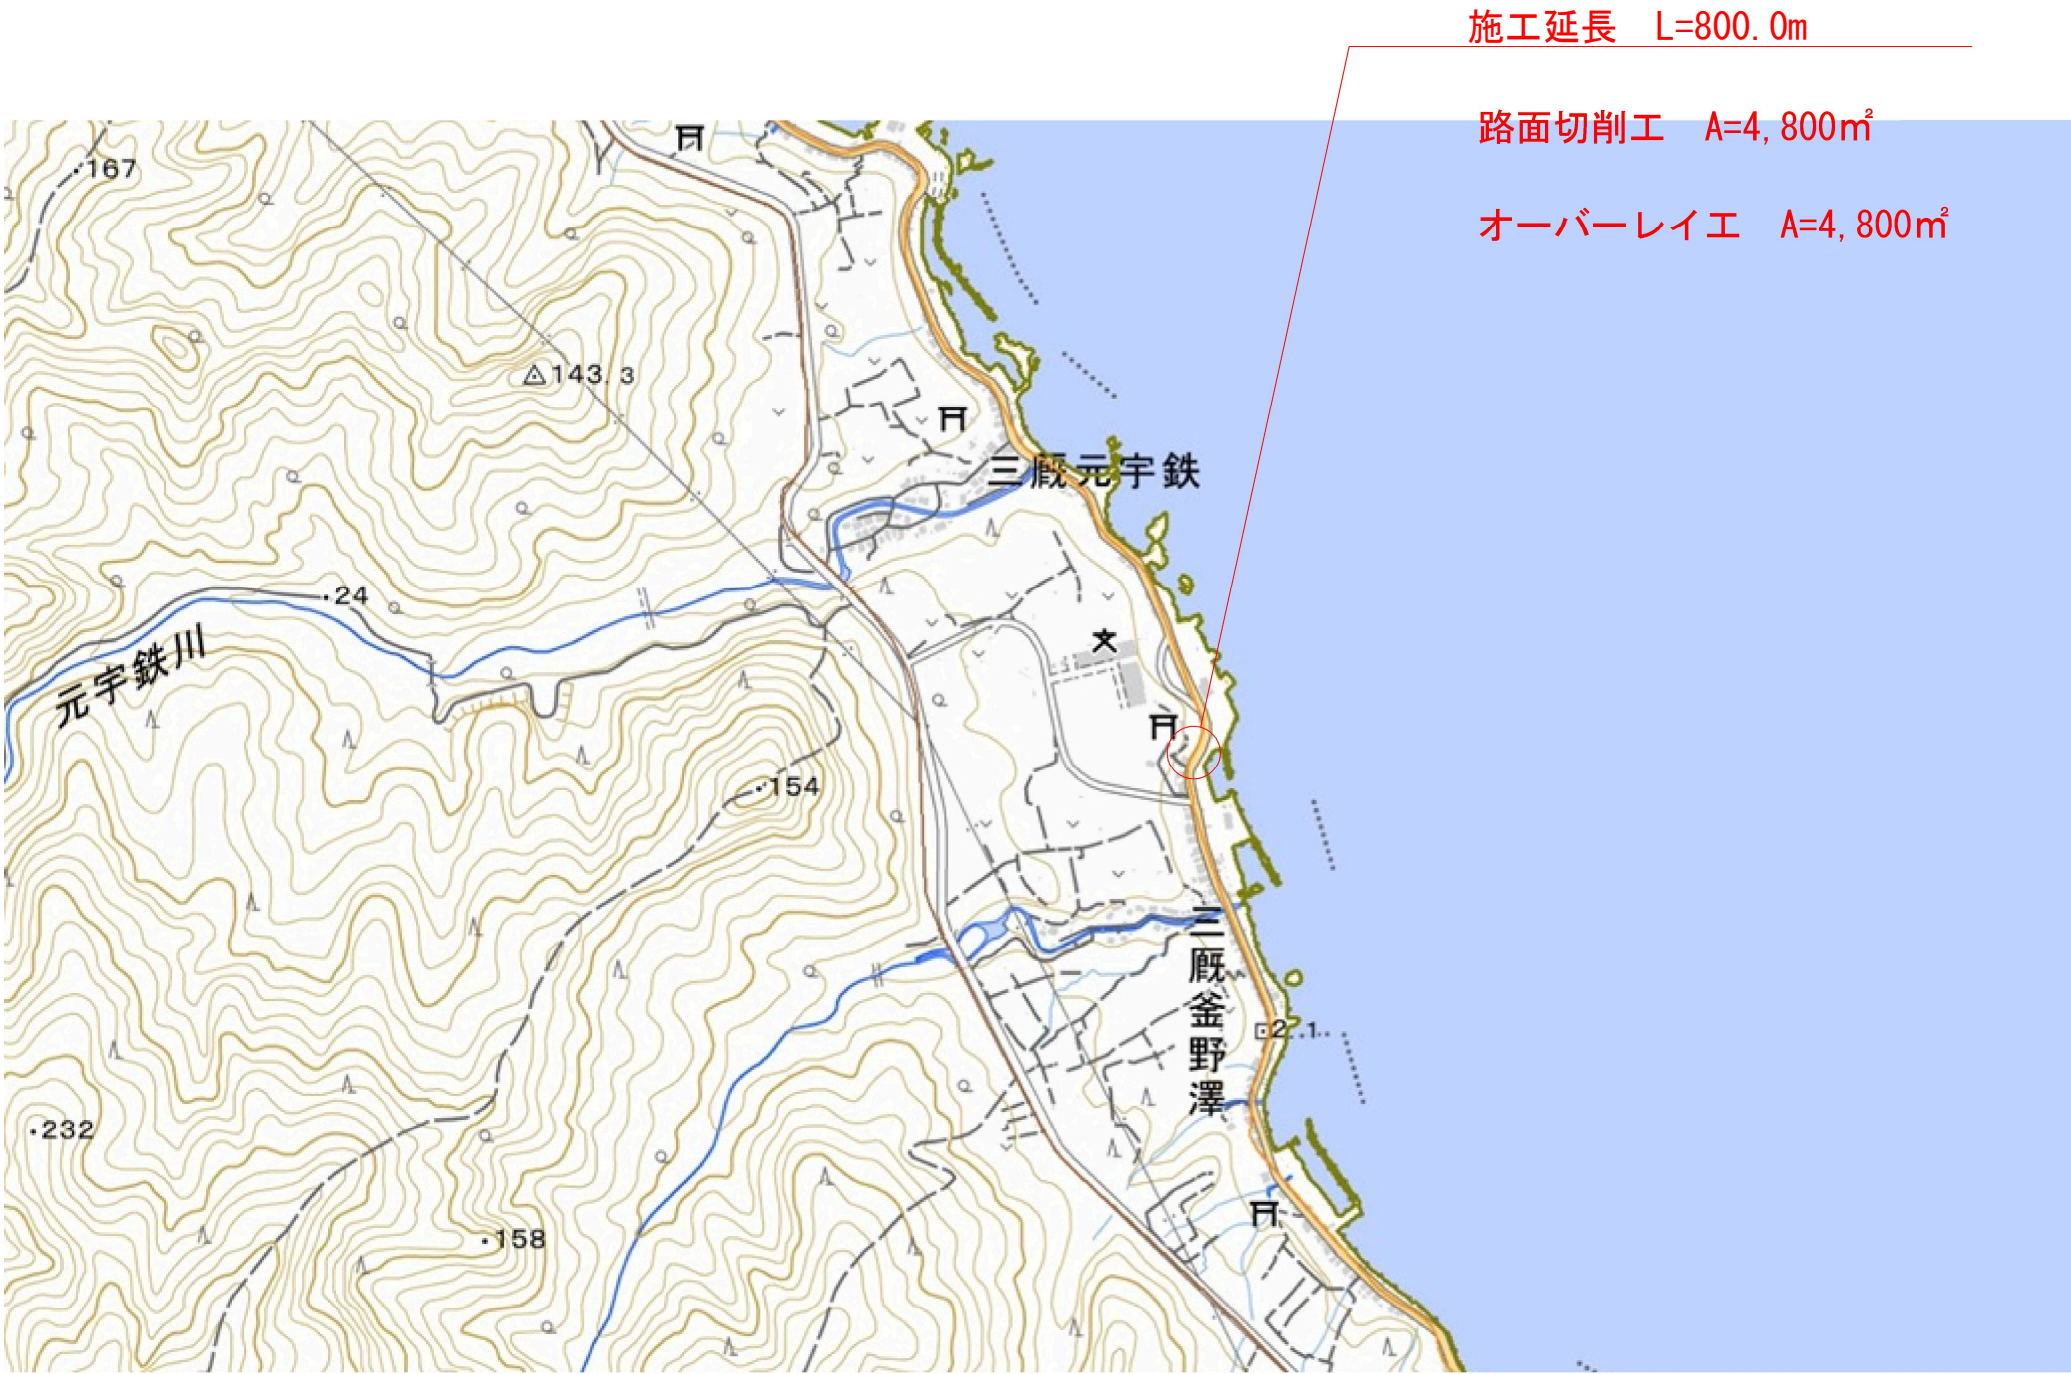 施工延長　L=800.0m
路面切削工　A=4,800㎡
オーバーレイ工　A=4,800㎡
167
143.3
三厩元宇鉄
24
元宇鉄川
154
三厩釜野澤
2.1
232
158